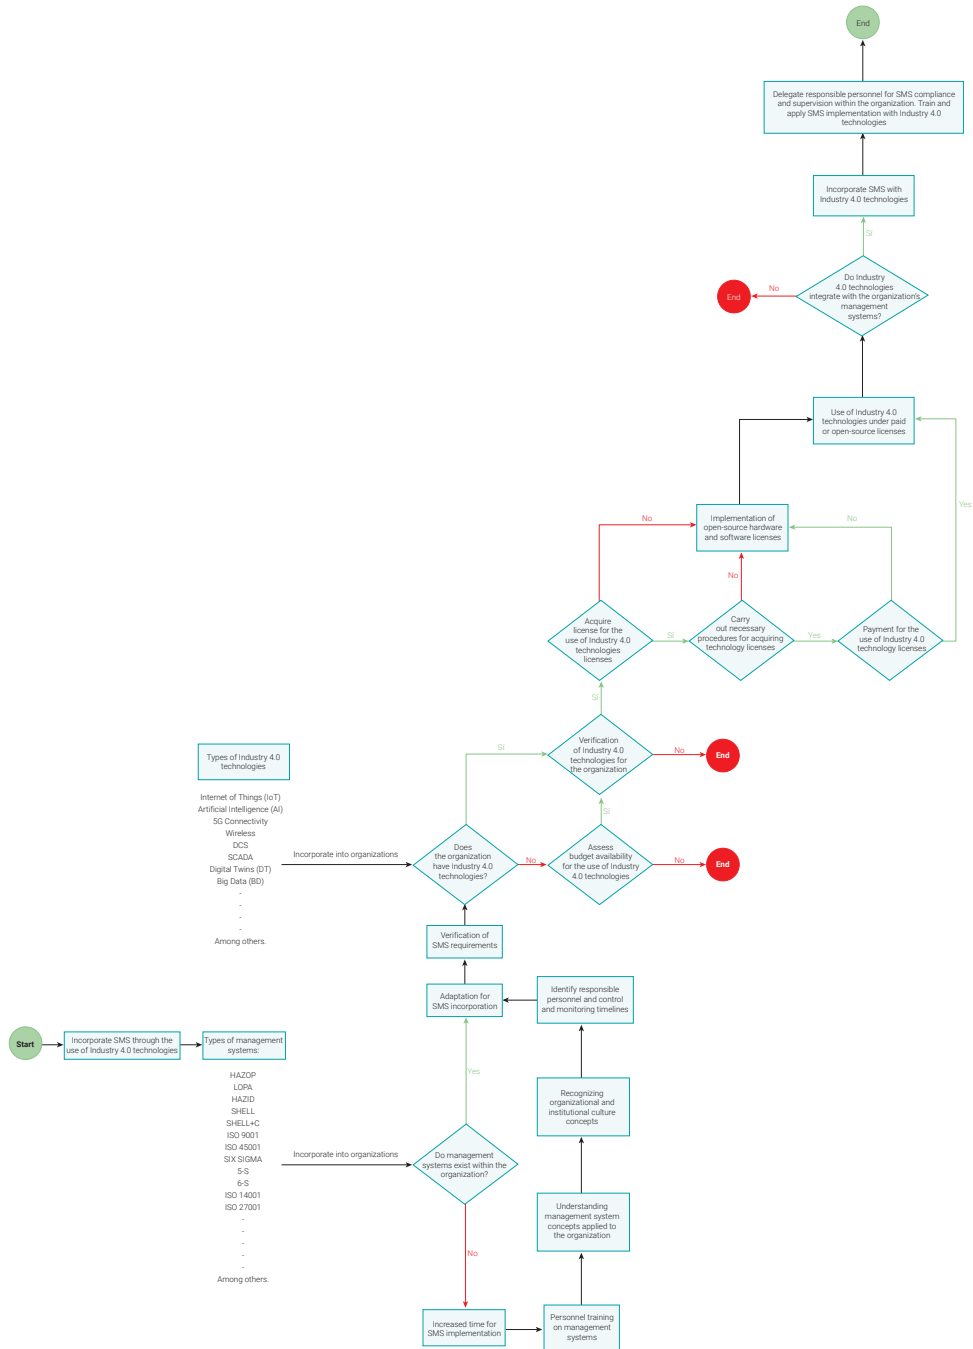 End
Delegate responsible personnel for SMS compliance
and supervision within the organization. Train and
apply SMS implementation with Industry 4.0
technologies
Incorporate SMS with
Industry 4.0 technologies
Sí
Do Industry
4.0 technologies
integrate with the organization's
management
systems?
No
End
Use of Industry 4.0
technologies under paid
or open-source licenses
Yes
Implementation of
open-source hardware
and software licenses
No
No
No
Acquire
license for the
use of Industry 4.0
technologies
licenses
Sí
Carry
out necessary
procedures for acquiring
technology licenses
Yes
Payment for the
use of Industry 4.0
technology licenses
Sí
Verification
of Industry 4.0
technologies for
the organization
No
End
Sí
Sí
Types of Industry 4.0
technologies
Internet of Things (IoT)
Artificial Intelligence (AI)
5G Connectivity
Wireless
DCS
SCADA
Digital Twins (DT)
Big Data (BD)
-
-
-
-
Among others.
Incorporate into organizations
Does
the organization
have Industry 4.0
technologies?
No
Assess
budget availability
for the use of Industry
4.0 technologies
No
End
Verification of
SMS requirements
Adaptation for
SMS incorporation
Identify responsible
personnel and control
and monitoring timelines
Start
Incorporate SMS through the
use of Industry 4.0 technologies
Types of management
systems:
HAZOP
LOPA
HAZID
SHELL
SHELL+C
ISO 9001
ISO 45001
SIX SIGMA
5-S
6-S
ISO 14001
ISO 27001
-
-
-
-
-
Among others.
Incorporate into organizations
Yes
Do management
systems exist within the
organization?
No
Recognizing
organizational and
institutional culture
concepts
Understanding
management system
concepts applied to
the organization
Increased time for
SMS implementation
Personnel training
on management
systems